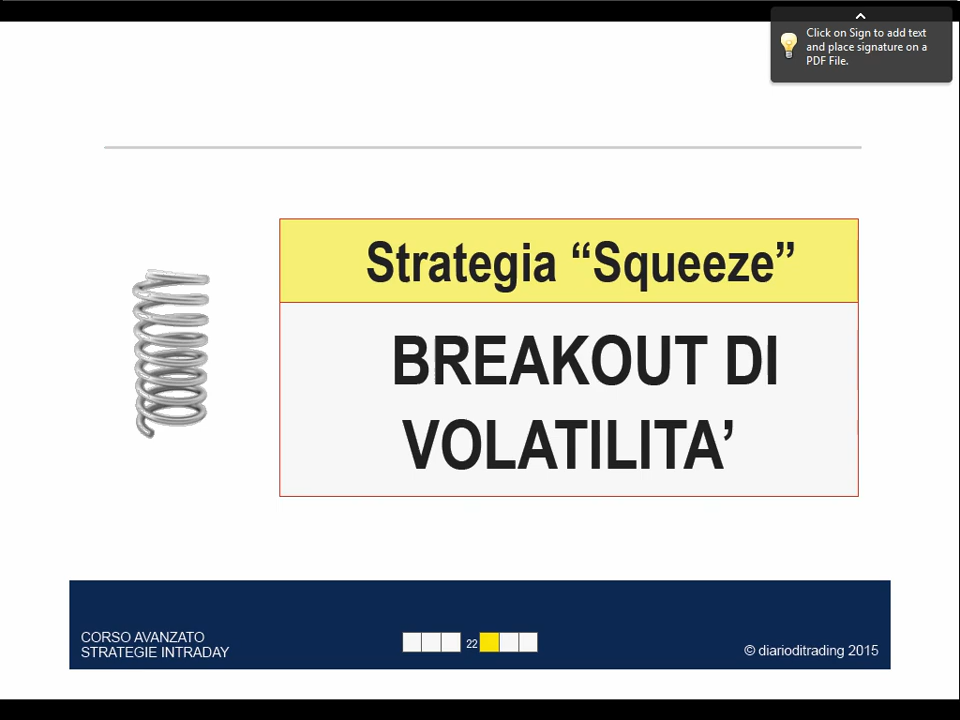 Click on Sign to add text
and place signature on a
PDF File.
Strategia “Squeeze”
BREAKOUT DI
VOLATILITA’
CORSO AVANZATO
STRATEGIE INTRADAY
22
© diarioditrading 2015